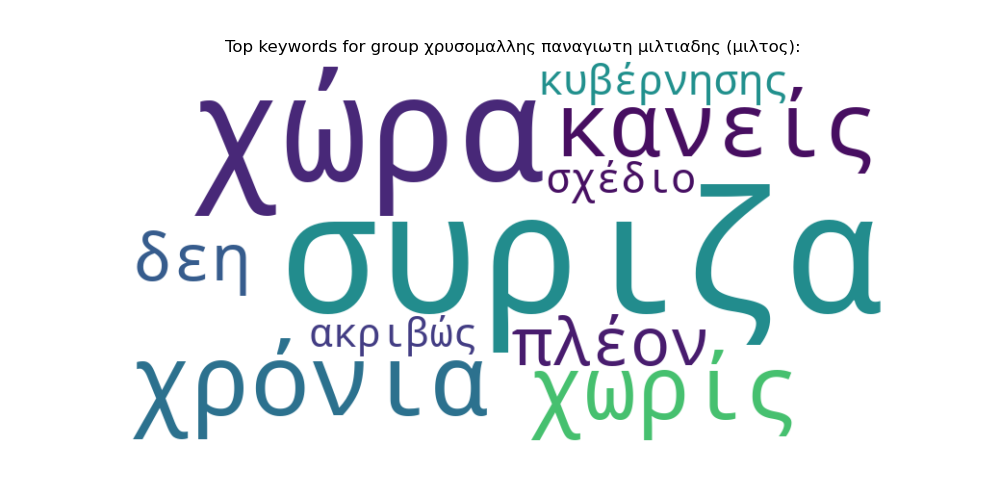 Top keywords for group χρυσομαλλης παναγιωτη μιλτιαδης (μιλτος):
κυβέρνησης
χώρα κανείς
σχέδιο
δεη συριζα
ακριβώς πλέον
χρόνια χωρίς